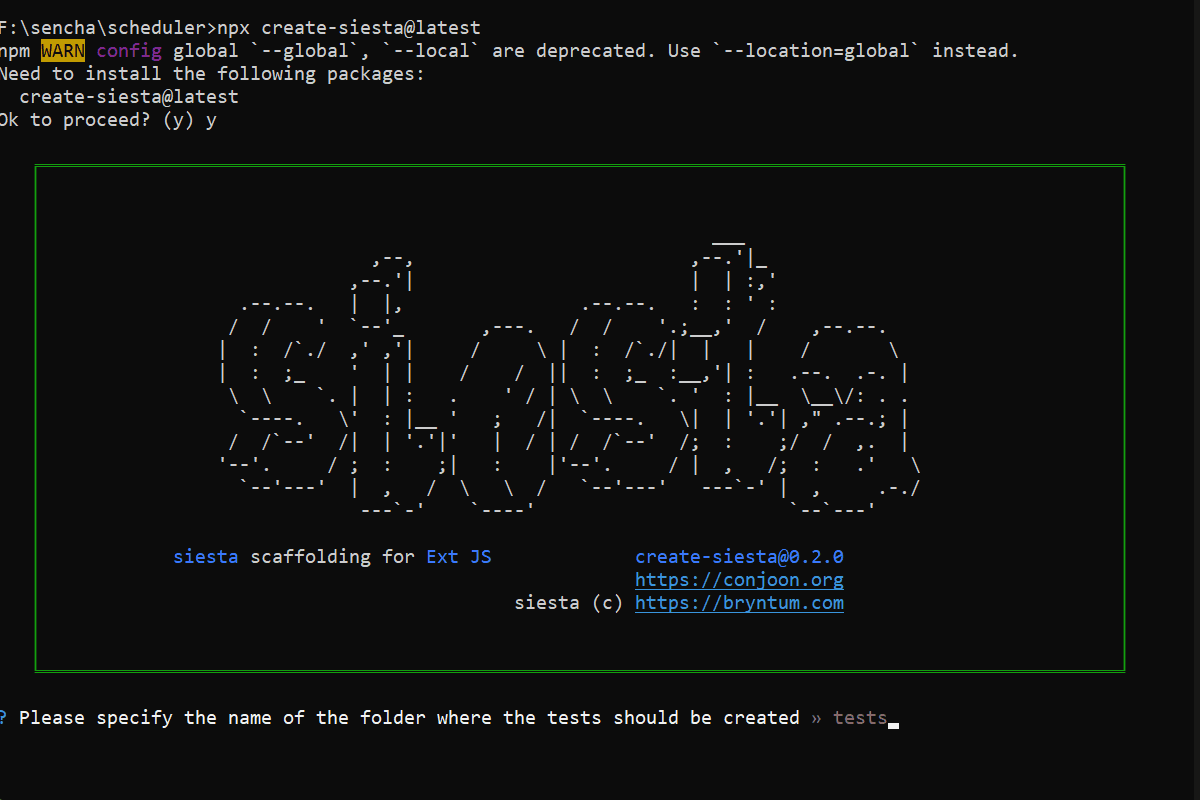 F:\sencha\scheduler>npx create-siesta@latest
npm WARN config global `--global`, `--local` are deprecated. Use `--location=global` instead.
Need to install the following packages:
  create-siesta@latest
Ok to proceed? (y) y
siesta
siesta scaffolding for Ext JS create-siesta@0.2.0
https://conjoon.org
siesta (c) https://bryntum.com
? Please specify the name of the folder where the tests should be created » tests